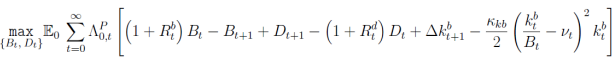 \max_{\{B_t, D_t\}} \mathbb{E}_0 \sum_{t=0}^{\infty} \Lambda_{0,t}^{P} \left[ \left(1 + R_t^b\right) B_t - B_{t+1} + D_{t+1} - \left(1 + R_t^d\right) D_t + \Delta k_{t+1}^b - \frac{\kappa_{kb}}{2} \left( \frac{k_t^b}{B_t} - \nu_t \right)^2 k_t^b \right]